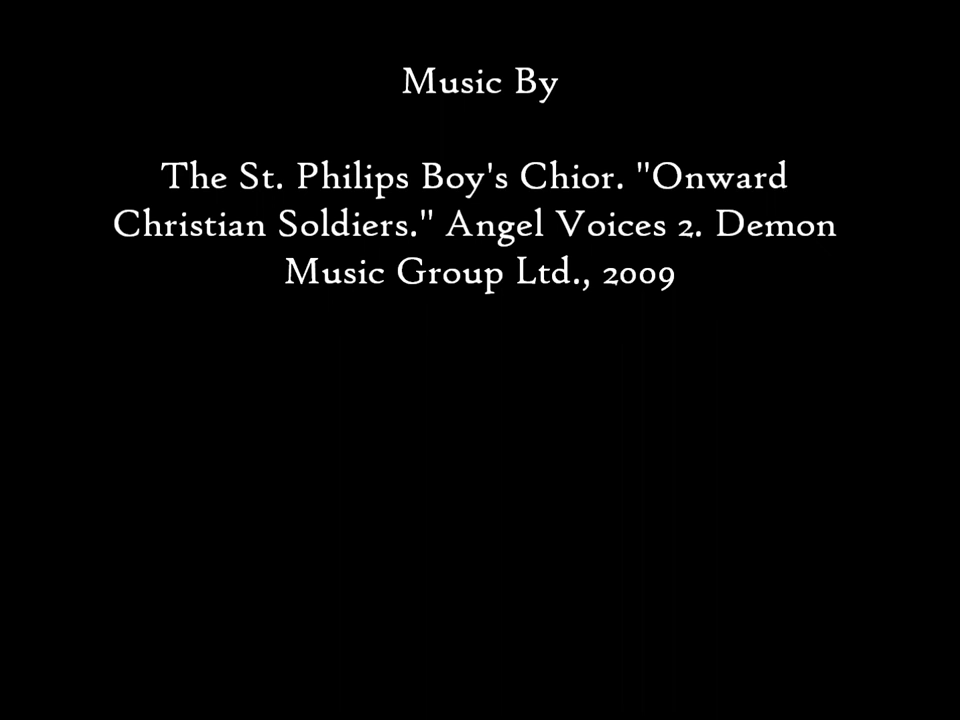 Music By
The St. Philips Boy's Chior. "Onward
Christian Soldiers." Angel Voices 2. Demon
Music Group Ltd., 2009